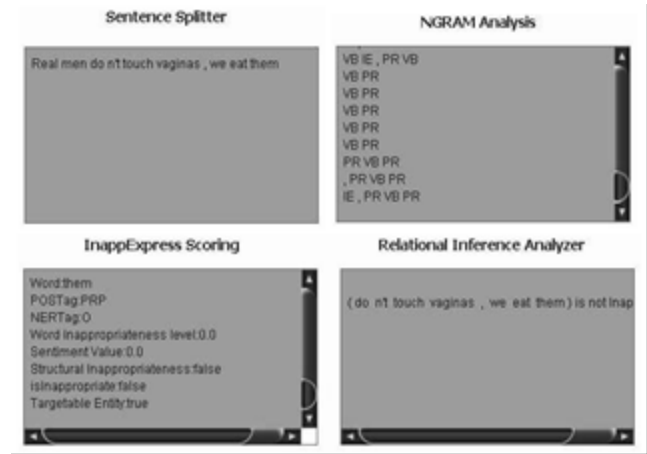 Sentence Splitter
Real men do n't touch vaginas , we eat them
NGRAM Analysis
VB IE , PR VB
VB PR
VB PR
VB PR
VB PR
VB PR
PR VB PR
, PR VB PR
IE , PR VB PR
InappExpress Scoring
Word:them
POSTag:PRP
NERTag:O
Word Inappropriateness level:0.0
Sentiment Value:0.0
Structural Inappropriateness:false
isInappropriate:false
Targetable Entity:true
Relational Inference Analyzer
( do n't touch vaginas , we eat them ) is not Inap